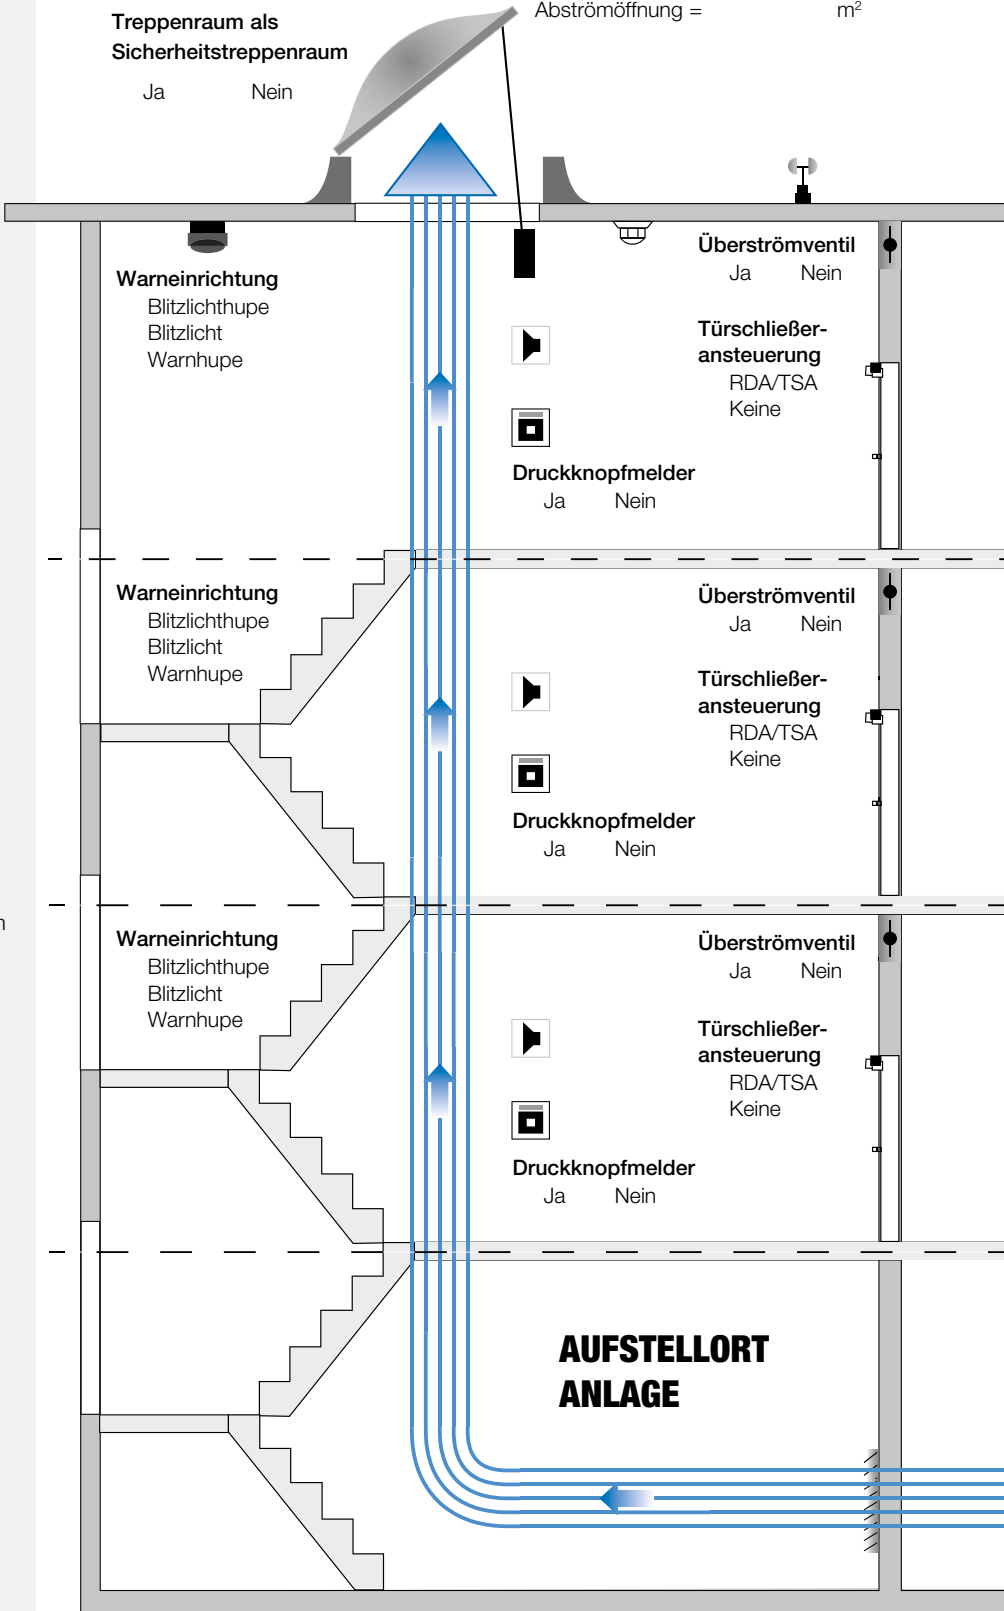 Treppenraum als
Sicherheitstreppenraum
Ja Nein
Abströmöffnung = m²
Warneinrichtung
Blitzlichthupe
Blitzlicht
Warnhupe
Überströmventil
Ja Nein
Türschließer-
ansteuerung
RDA/TSA
Keine
Druckknopfmelder
Ja Nein
Warneinrichtung
Blitzlichthupe
Blitzlicht
Warnhupe
Überströmventil
Ja Nein
Türschließer-
ansteuerung
RDA/TSA
Keine
Druckknopfmelder
Ja Nein
Warneinrichtung
Blitzlichthupe
Blitzlicht
Warnhupe
Überströmventil
Ja Nein
Türschließer-
ansteuerung
RDA/TSA
Keine
Druckknopfmelder
Ja Nein
AUFSTELLORT
ANLAGE